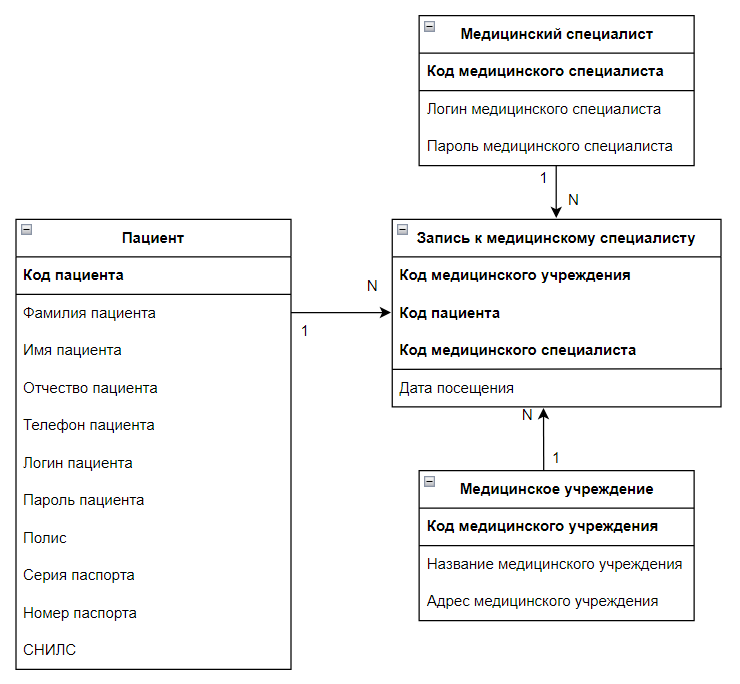 Медицинский специалист
Код медицинского специалиста
Логин медицинского специалиста
Пароль медицинского специалиста
1
N
Пациент
Код пациента
Фамилия пациента
Имя пациента
Отчество пациента
Телефон пациента
Логин пациента
Пароль пациента
Полис
Серия паспорта
Номер паспорта
СНИЛС
N
1
Запись к медицинскому специалисту
Код медицинского учреждения
Код пациента
Код медицинского специалиста
Дата посещения
N
1
Медицинское учреждение
Код медицинского учреждения
Название медицинского учреждения
Адрес медицинского учреждения